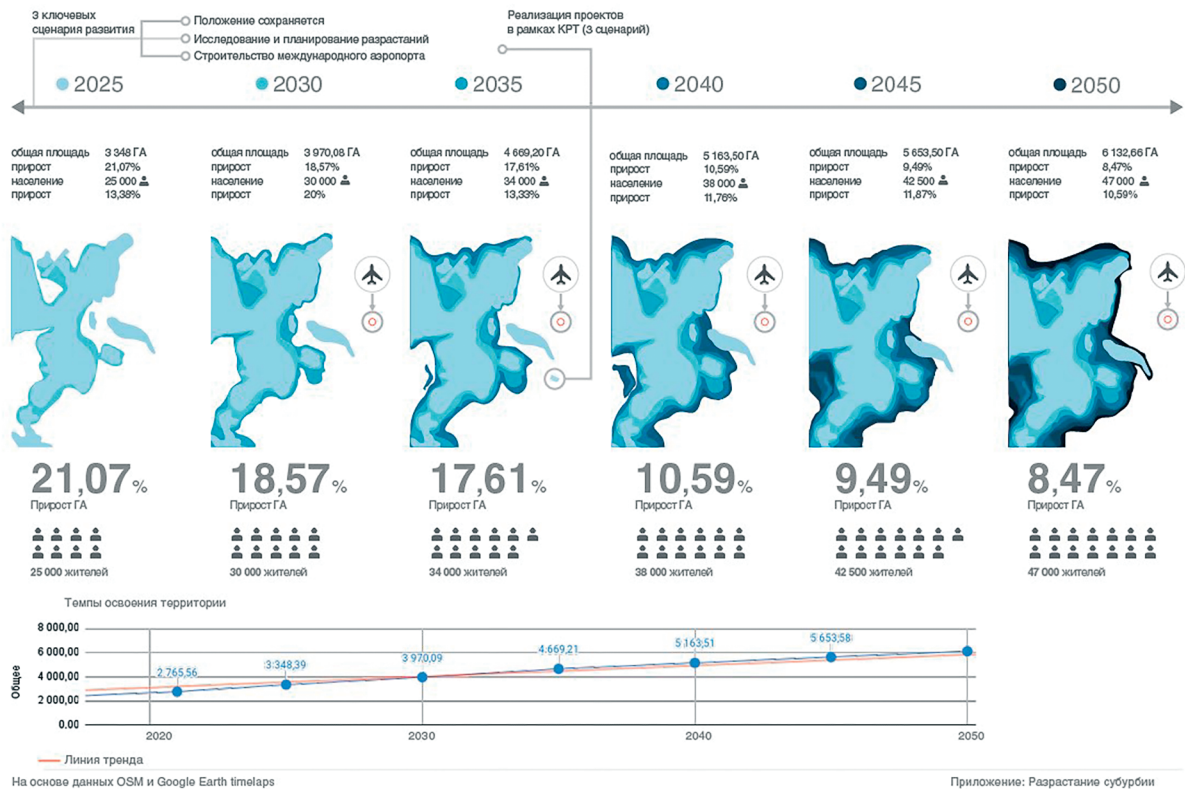 3 ключевых
сценария развития
Положение сохраняется
Исследование и планирование разрастаний
Строительство международного аэропорта
Реализация проектов
в рамках КРТ (3 сценарий)
2025
2030
2035
2040
2045
2050
общая площадь 3 348 ГА
прирост 21,07%
население 25 000
прирост 13,38%
общая площадь 3 970,08 ГА
прирост 18,57%
население 30 000
прирост 20%
общая площадь 4 669,20 ГА
прирост 17,61%
население 34 000
прирост 13,33%
общая площадь 5 163,50 ГА
прирост 10,59%
население 38 000
прирост 11,76%
общая площадь 5 653,50 ГА
прирост 9,49%
население 42 500
прирост 11,87%
общая площадь 6 132,66 ГА
прирост 8,47%
население 47 000
прирост 10,59%
21,07%
Прирост ГА
25 000 жителей
18,57%
Прирост ГА
30 000 жителей
17,61%
Прирост ГА
34 000 жителей
10,59%
Прирост ГА
38 000 жителей
9,49%
Прирост ГА
42 500 жителей
8,47%
Прирост ГА
47 000 жителей
Темпы освоения территории
Общее
8 000,00
6 000,00
4 000,00
2 000,00
0.00
2.765,56
3 348,39
3 970,09
4 669,21
5 163,51
5 653,58
2020
2030
2040
2050
Линия тренда
На основе данных OSM и Google Earth timelaps
Приложение: Разрастание субурбии